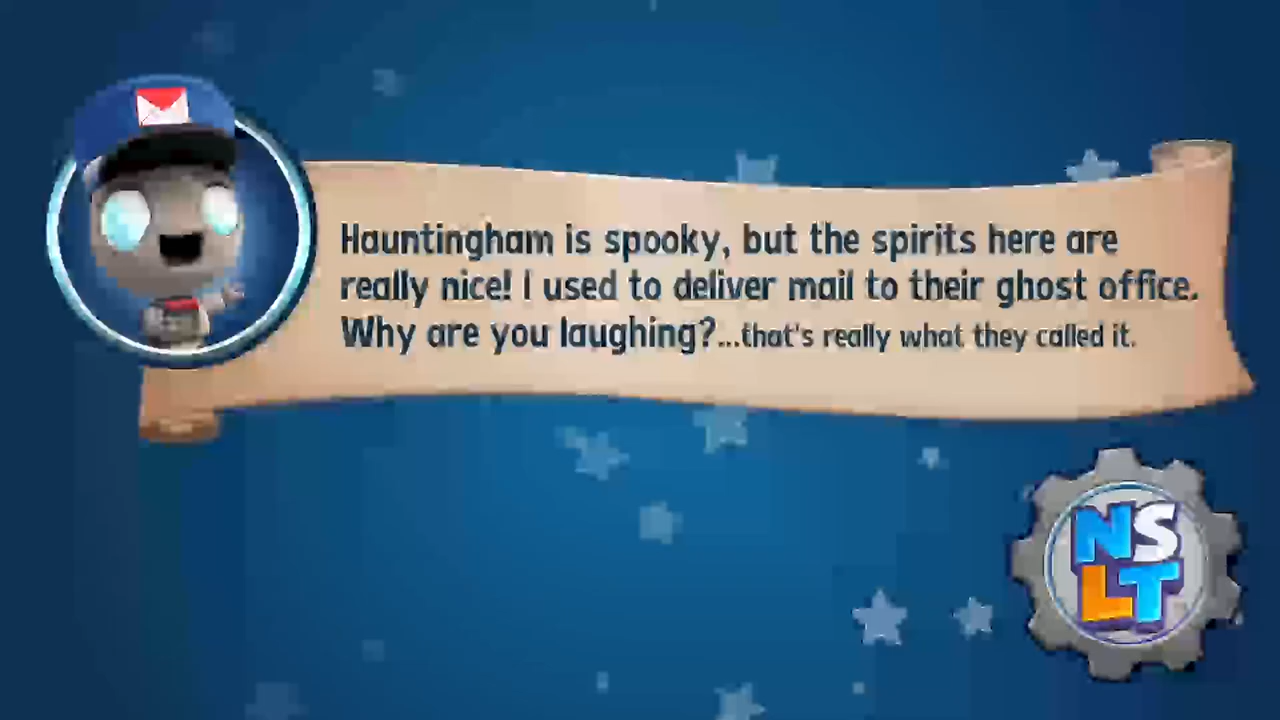 Hauntingham is spooky, but the spirits here are
really nice! I used to deliver mail to their ghost office.
Why are you laughing?...that's really what they called it.
NS
LT